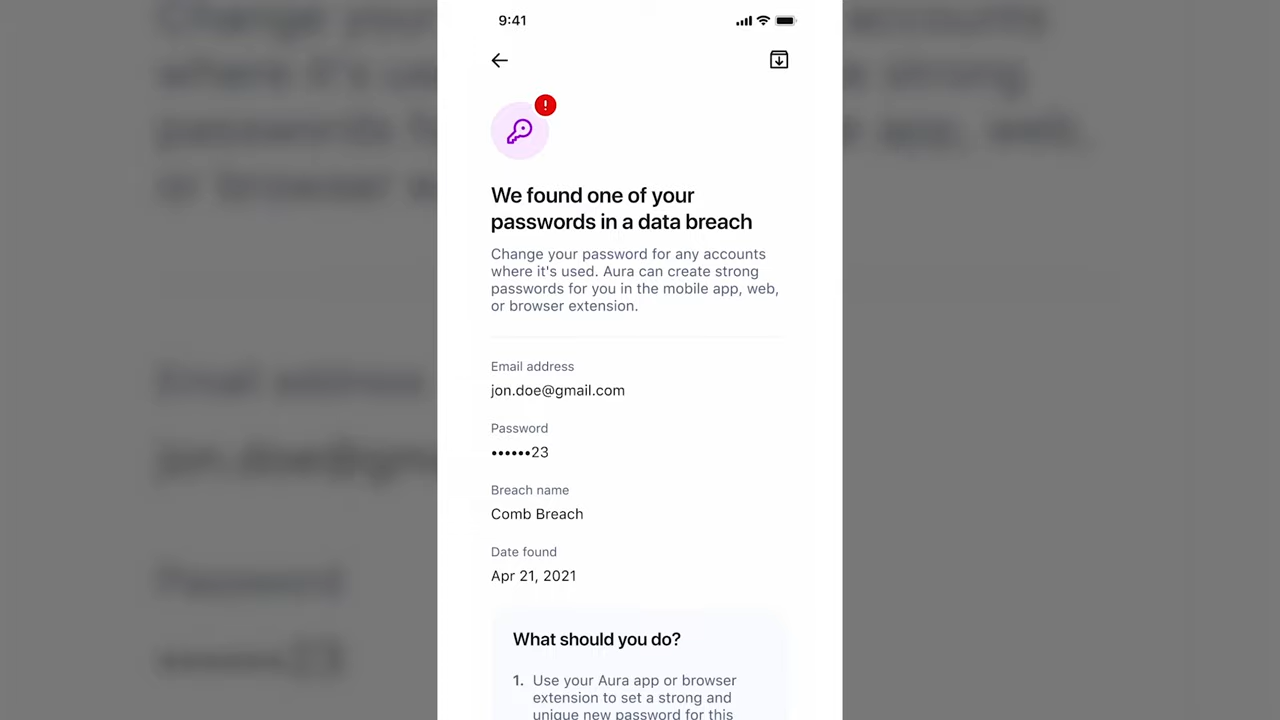 9:41
We found one of your
passwords in a data breach
Change your password for any accounts
where it's used. Aura can create strong
passwords for you in the mobile app, web,
or browser extension.
Email address
jon.doe@gmail.com
Password
••••••23
Breach name
Comb Breach
Date found
Apr 21, 2021
What should you do?
1. Use your Aura app or browser
extension to set a strong and
unique new password for this